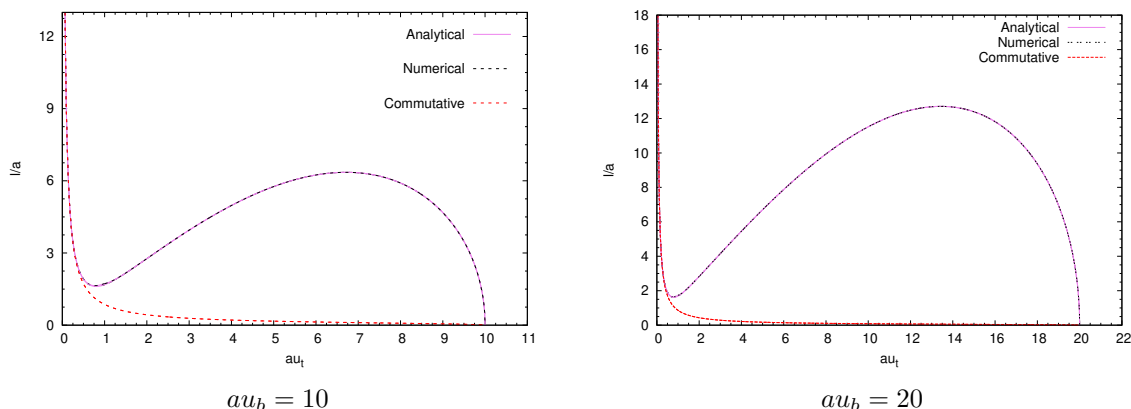 12
9
6
3
0
l/a
Analytical
Numerical
Commutative
0 1 2 3 4 5 6 7 8 9 10 11
au_t
au_b = 10
18
16
14
12
10
8
6
4
2
0
l/a
Analytical
Numerical
Commutative
0 2 4 6 8 10 12 14 16 18 20 22
au_t
au_b = 20